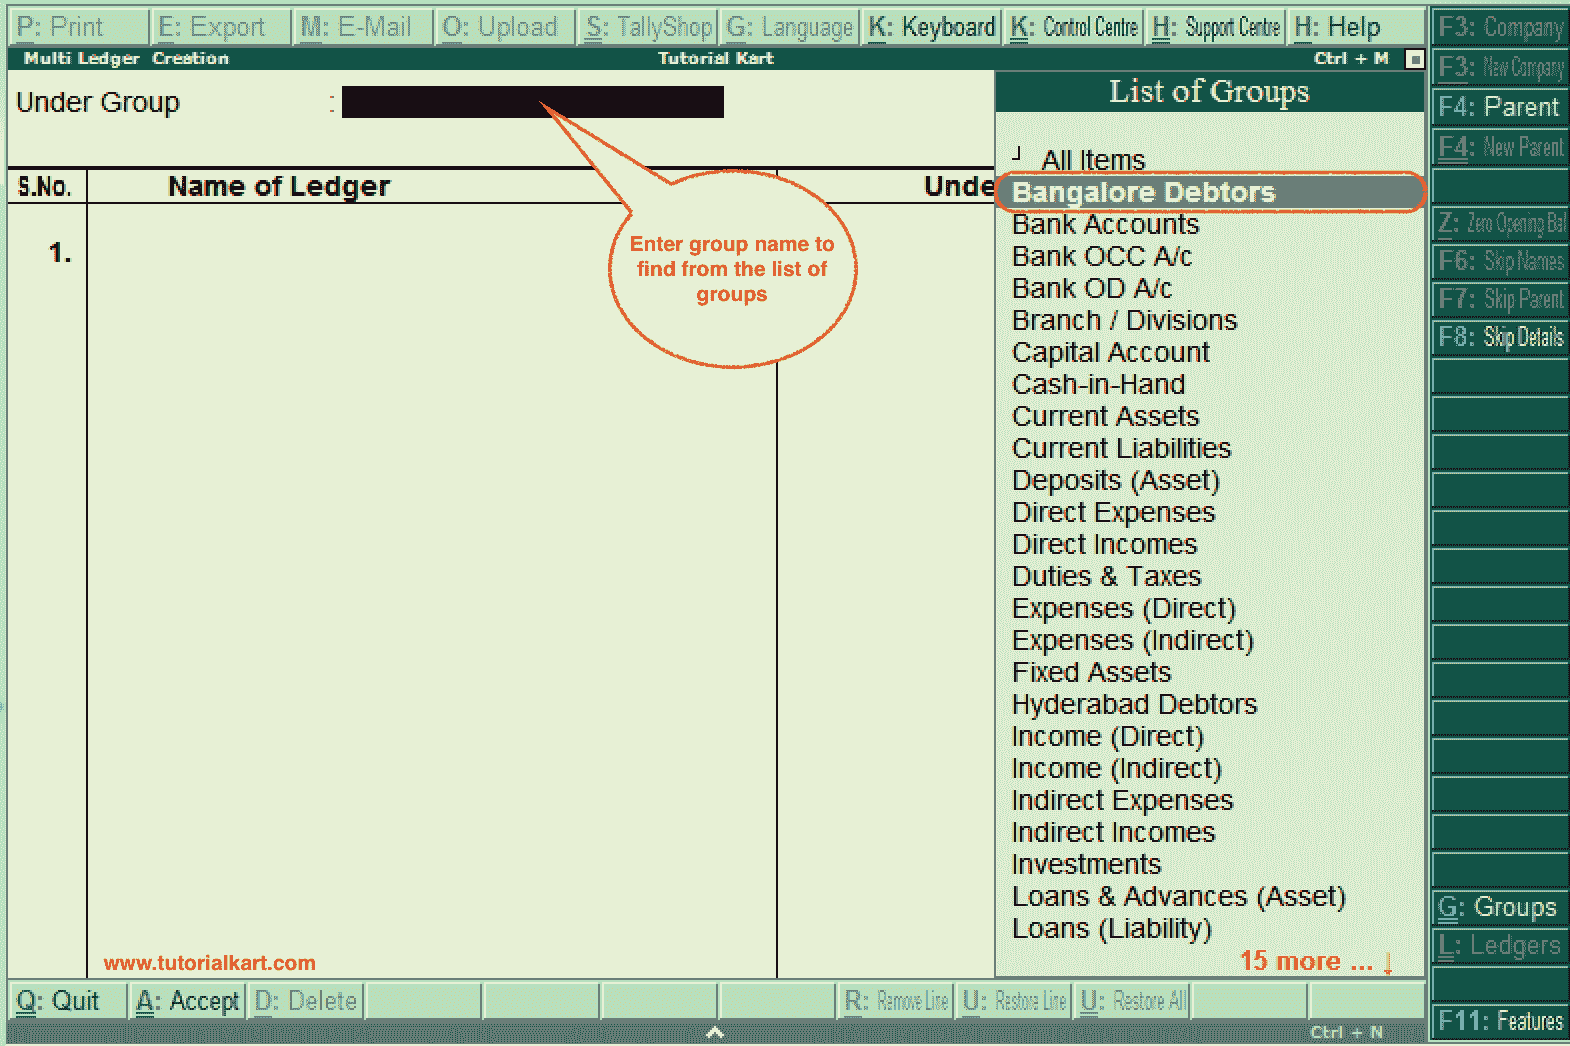 P: Print E: Export M: E-Mail O: Upload S: TallyShop G: Language K: Keyboard K: Control Centre H: Support Centre H: Help
Multi Ledger Creation Tutorial Kart Ctrl + M
Under Group :
S.No. Name of Ledger Unde
1.
Enter group name to
find from the list of
groups
www.tutorialkart.com
List of Groups
All Items
Bangalore Debtors
Bank Accounts
Bank OCC A/c
Bank OD A/c
Branch / Divisions
Capital Account
Cash-in-Hand
Current Assets
Current Liabilities
Deposits (Asset)
Direct Expenses
Direct Incomes
Duties & Taxes
Expenses (Direct)
Expenses (Indirect)
Fixed Assets
Hyderabad Debtors
Income (Direct)
Income (Indirect)
Indirect Expenses
Indirect Incomes
Investments
Loans & Advances (Asset)
Loans (Liability)
15 more ... ↓
F3: Company
F3: New Company
F4: Parent
F4: New Parent
Z: Zero Opening Bal
F6: Skip Names
F7: Skip Parent
F8: Skip Details
G: Groups
L: Ledgers
F11: Features
Q: Quit A: Accept D: Delete R: Remove Line U: Restore Line U: Restore All
Ctrl + N